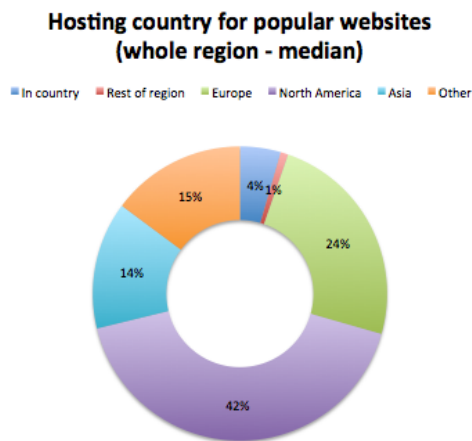 Hosting country for popular websites
(whole region - median)
In country Rest of region Europe North America Asia Other
4%
1%
15%
24%
14%
42%